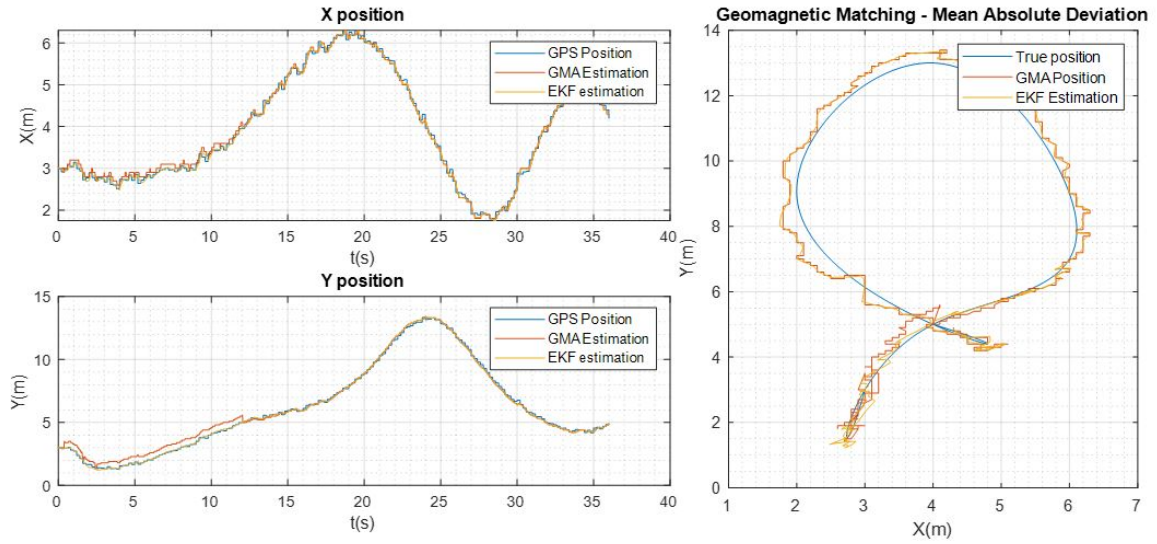 X position
6
5
4
3
2
X(m)
GPS Position
GMA Estimation
EKF estimation
0 5 10 15 20 25 30 35 40
t(s)
Y position
15
10
5
0
Y(m)
GPS Position
GMA Estimation
EKF estimation
0 5 10 15 20 25 30 35 40
t(s)
Geomagnetic Matching - Mean Absolute Deviation
14
12
10
8
6
4
2
0
Y(m)
True position
GMA Position
EKF Estimation
1 2 3 4 5 6 7
X(m)